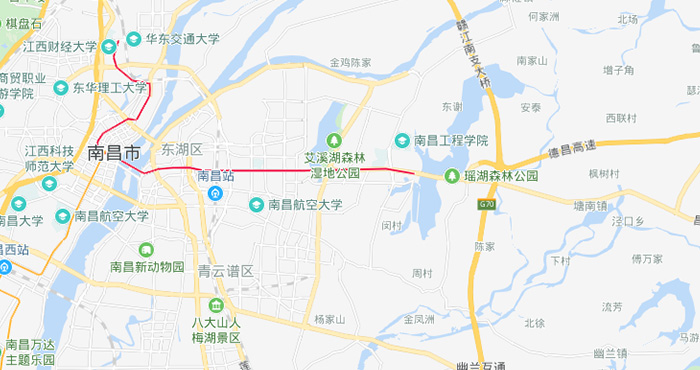 棋盘石
江西财经大学
华东交通大学
赣江南支大桥
何家洲
北场
金鸡陈家
南家山
增子角
商贸职业
游学院
东华理工大学
东谢
安泰
西联村
江西科技
师范大学
南昌市
东湖区
艾溪湖森林
湿地公园
南昌工程学院
德昌高速
南昌站
瑶湖森林公园
枫树村
南昌大学
南昌航空大学
南昌航空大学
G70
塘南镇
泾口乡
闵村
昌西站
南昌新动物园
青云谱区
陈家
下村
傅万家
周村
八大山人
梅湖景区
杨家山
金凤洲
北徐
流芳
马游
南昌万达
主题乐园
莲
幽兰互通
幽兰镇